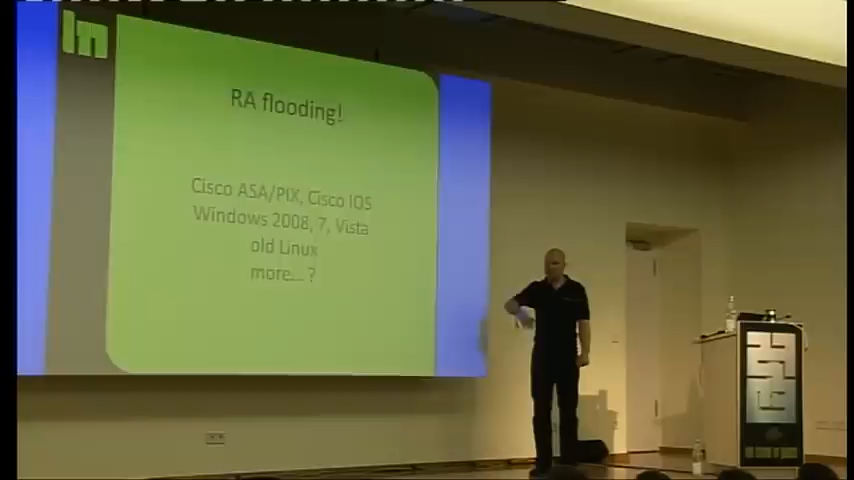 RA flooding!
Cisco ASA/PIX, Cisco IOS
Windows 2008, 7, Vista
old Linux
more... ?